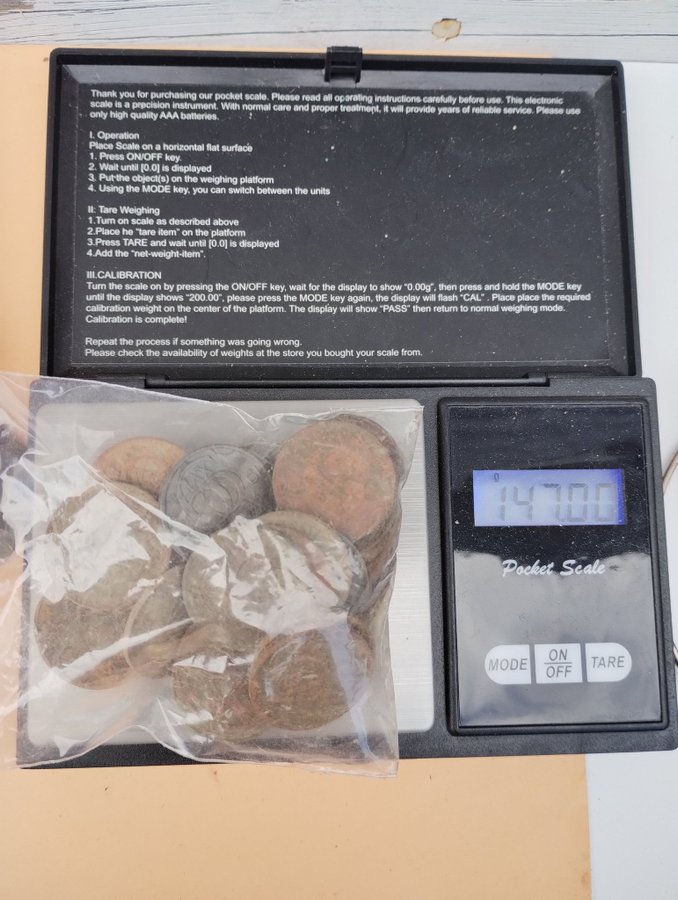 Thank you for purchasing our pocket scale. Please read all operating instructions carefully before use. This electronic
scale is a precision instrument. With normal care and proper treatment, it will provide years of reliable service. Please use
only high quality AAA batteries.
I. Operation
Place Scale on a horizontal flat surface
1. Press ON/OFF key.
2. Wait until [0.0] is displayed
3. Put the object(s) on the weighing platform
4. Using the MODE key, you can switch between the units
II: Tare Weighing
1.Turn on scale as described above
2.Place he "tare item" on the platform
3.Press TARE and wait until [0.0] is displayed
4.Add the "net-weight-item".
III.CALIBRATION
Turn the scale on by pressing the ON/OFF key, wait for the display to show "0.00g", then press and hold the MODE key
until the display shows "200.00", please press the MODE key again, the display will flash "CAL" . Place place the required
calibration weight on the center of the platform. The display will show "PASS" then return to normal weighing mode.
Calibration is complete!
Repeat the process if something was going wrong.
Please check the availability of weights at the store you bought your scale from.
147.00
Pocket Scale
MODE
ON
OFF
TARE